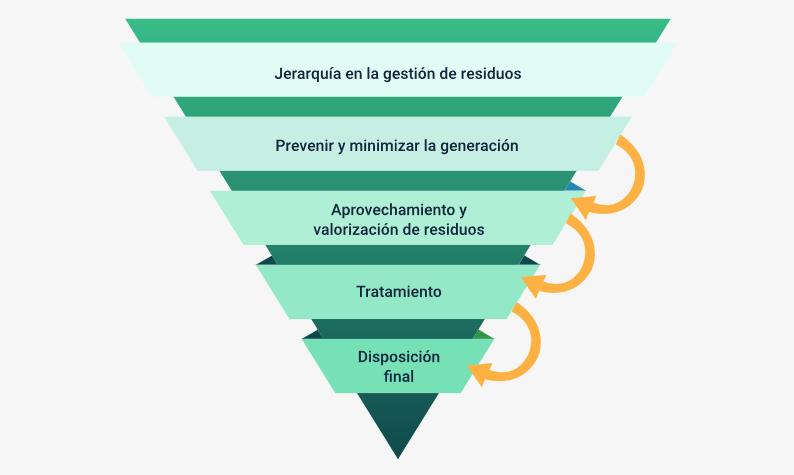 Jerarquía en la gestión de residuos
Prevenir y minimizar la generación
Aprovechamiento y
valorización de residuos
Tratamiento
Disposición
final